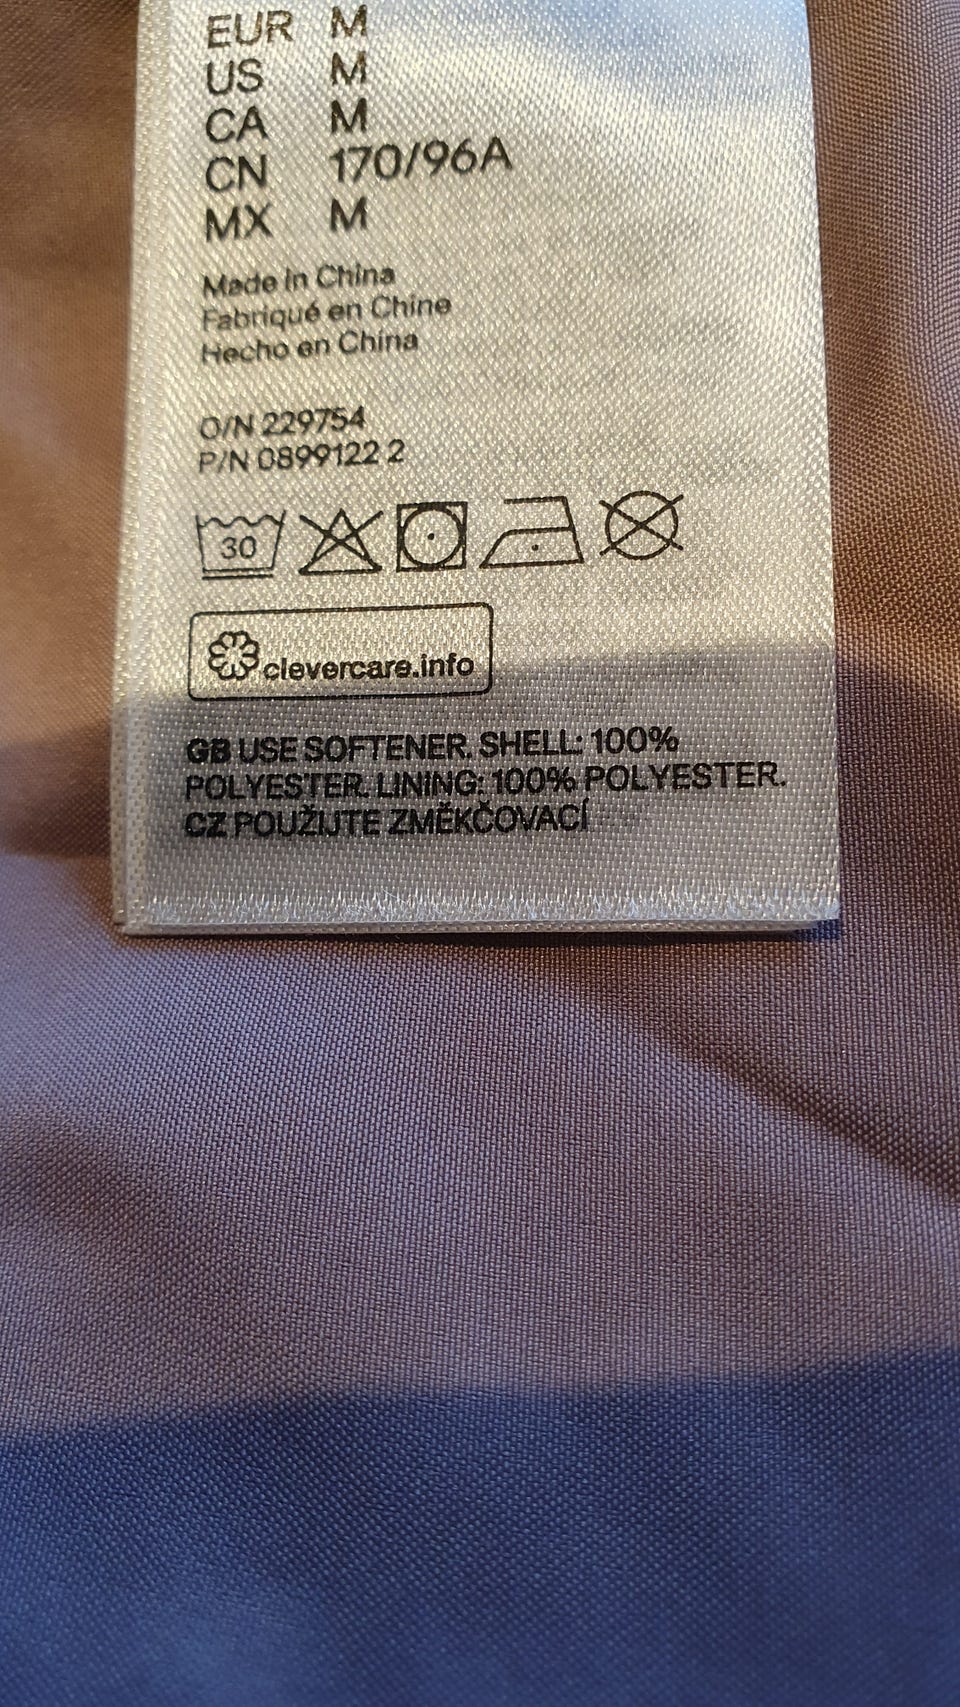 EUR M
US M
CA M
CN 170/96A
MX M
Made in China
Fabriqué en Chine
Hecho en China
O/N 229754
P/N 0899122 2
30
clevercare.info
GB USE SOFTENER. SHELL: 100%
POLYESTER. LINING: 100% POLYESTER.
CZ POUŽIJTE ZMĚKČOVACÍ